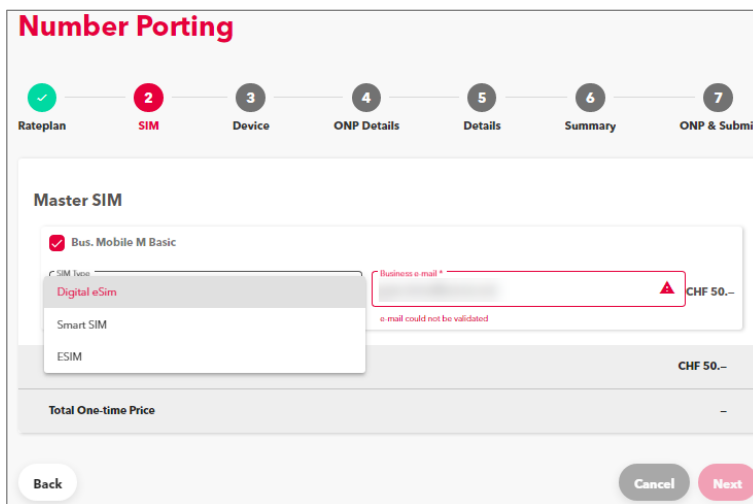 Number Porting
2
3
4
5
6
7
Rateplan
SIM
Device
ONP Details
Details
Summary
ONP & Submi
Master SIM
Bus. Mobile M Basic
SIM Type
Business e-mail *
Digital eSim
CHF 50.–
e-mail could not be validated
Smart SIM
ESIM
CHF 50.–
Total One-time Price
–
Back
Cancel
Next